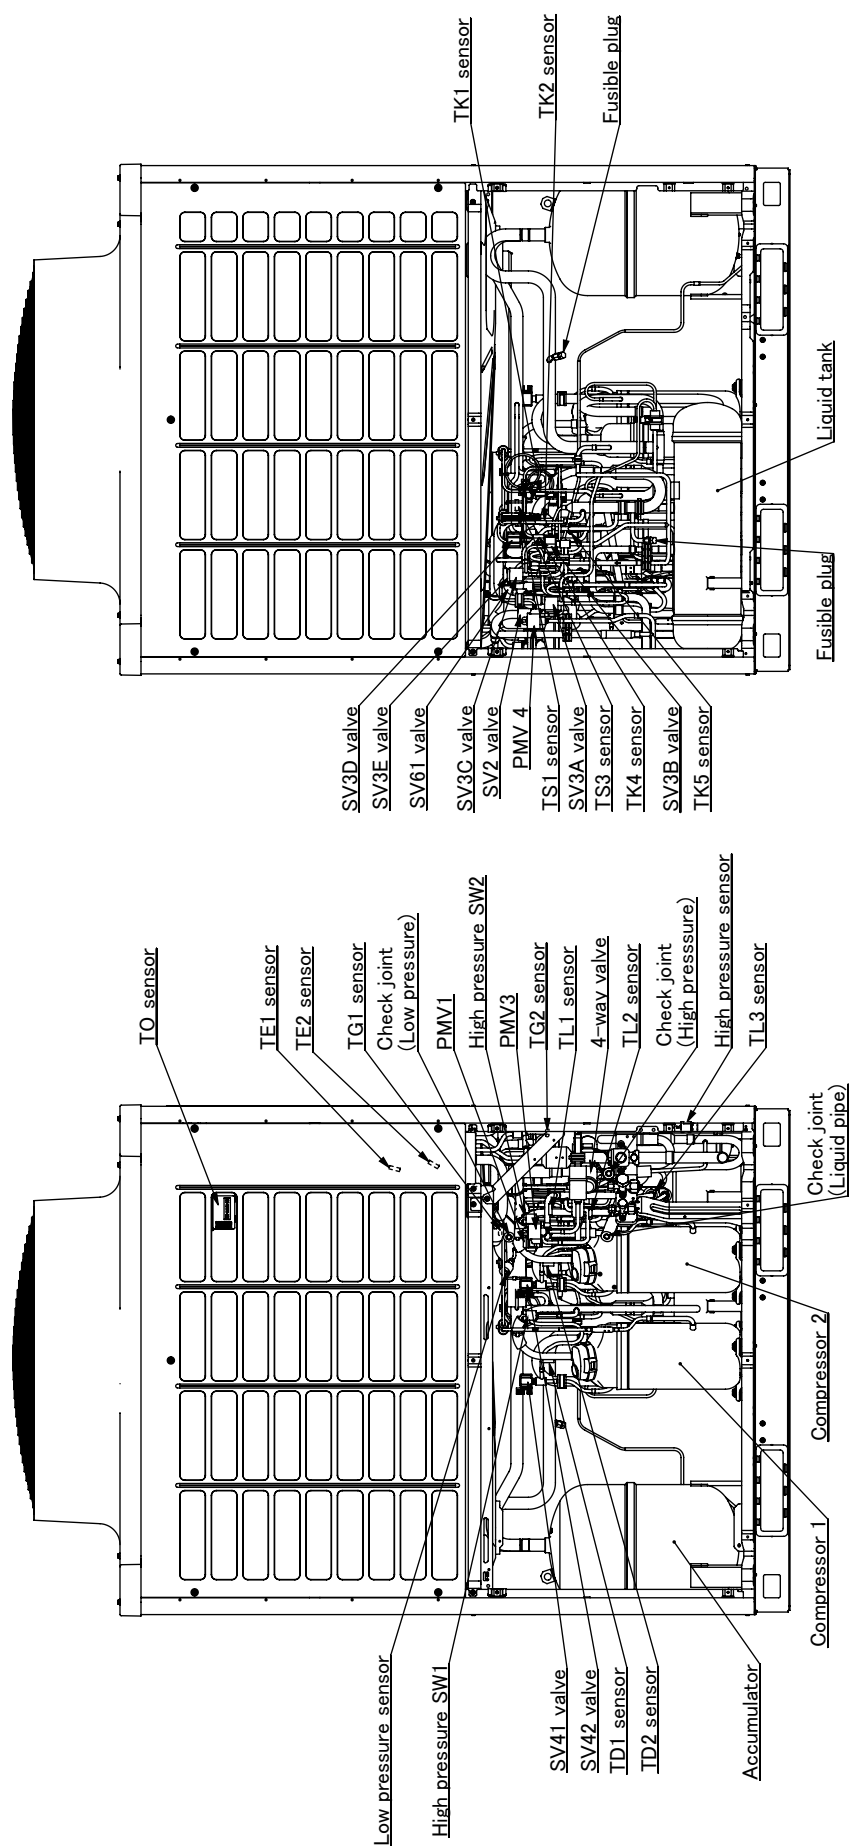 TK1 sensor
TK2 sensor
Fusible plug
Liquid tank
Fusible plug
SV3D valve
SV3E valve
SV61 valve
SV3C valve
SV2 valve
PMV 4
TS1 sensor
SV3A valve
TS3 sensor
TK4 sensor
SV3B valve
TK5 sensor
TO sensor
TE1 sensor
TE2 sensor
TG1 sensor
Check joint
(Low pressure)
PMV1
High pressure SW2
PMV3
TG2 sensor
TL1 sensor
4-way valve
TL2 sensor
Check joint
(High presssure)
High pressure sensor
TL3 sensor
Check joint
(Liquid pipe)
Compressor 2
Compressor 1
Accumulator
Low pressure sensor
High pressure SW1
SV41 valve
SV42 valve
TD1 sensor
TD2 sensor